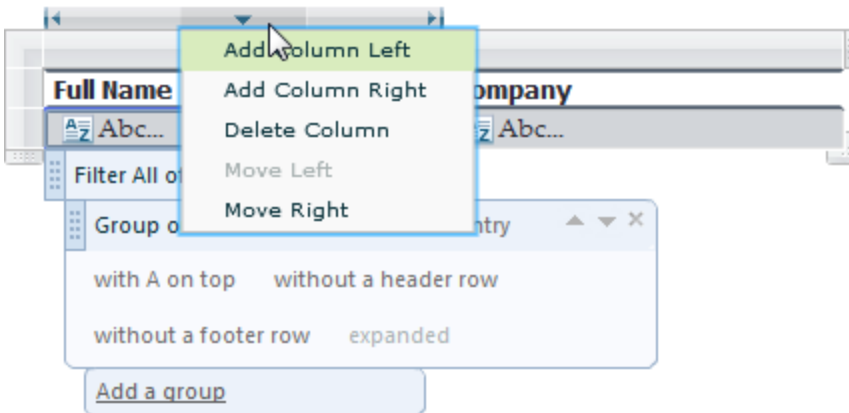 Add Column Left
Full Name Add Column Right ompany
Abc... Delete Column Abc...
Filter All of Move Left
Group o Move Right ntry
with A on top without a header row
without a footer row expanded
Add a group